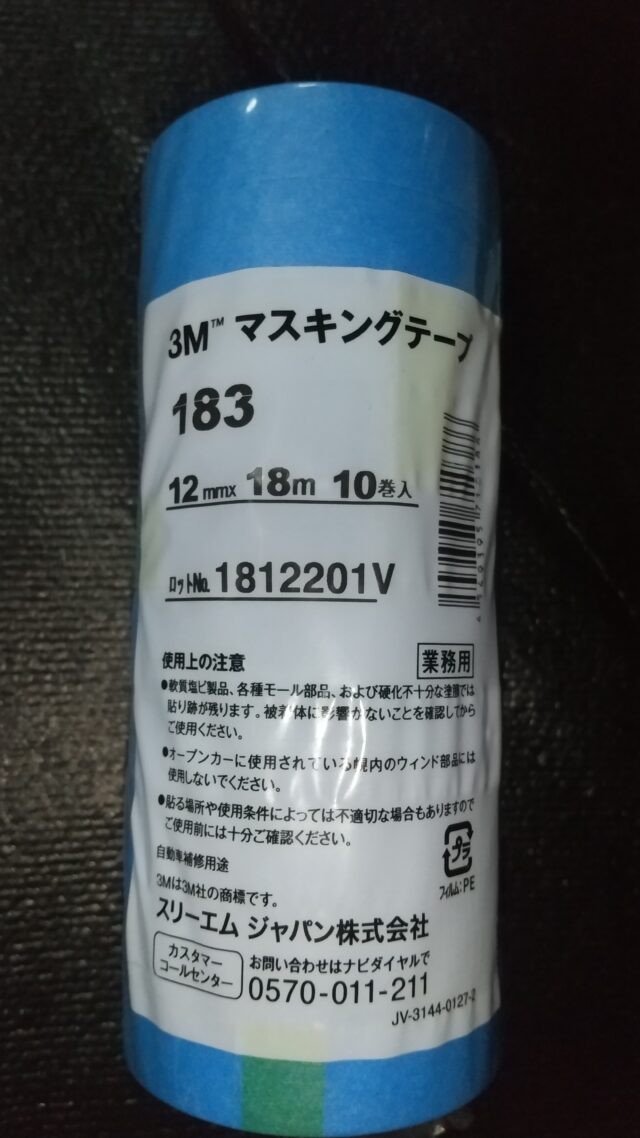 3M™ マスキングテープ
183
12mmx 18m 10巻入
ロットNo. 1812201V
使用上の注意
業務用
●軟質塩ビ製品、各種モール部品、および硬化不十分な塗膜では
貼り跡が残ります。被着体に影響がないことを確認してから
ご使用ください。
●オープンカーに使用されている幌内のウィンド部品には
使用しないでください。
●貼る場所や使用条件によっては不適切な場合もありますので
ご使用前には十分ご確認ください。
自動車補修用途
プラ
フィルム:PE
3Mは3M社の商標です。
スリーエム ジャパン株式会社
カスタマー
コールセンター
お問い合わせはナビダイヤルで
0570-011-211
JV-3144-0127-2